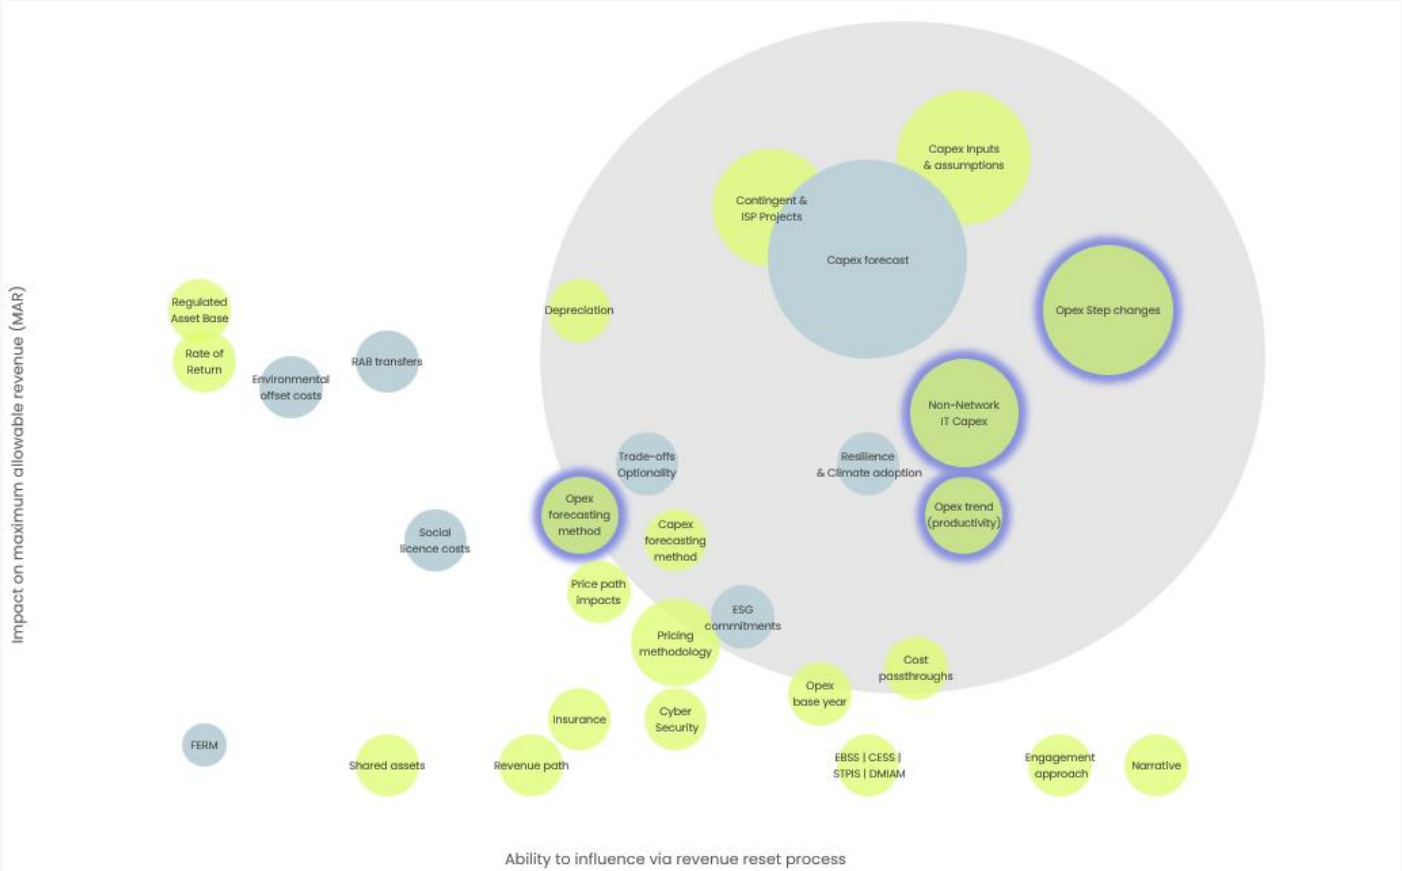 Impact on maximum allowable revenue (MAR)
Capex Inputs
& assumptions
Contingent &
ISP Projects
Capex forecast
Regulated
Asset Base
Depreciation
Opex Step changes
Rate of
Return
RAB transfers
Environmental
offset costs
Non-Network
IT Capex
Trade-offs
Optionality
Resilience
& Climate adoption
Opex
forecasting
method
Opex trend
(productivity)
Social
licence costs
Capex
forecasting
method
Price path
impacts
ESG
commitments
Pricing
methodology
Cost
passthroughs
Opex
base year
Insurance
Cyber
Security
FERM
Shared assets
Revenue path
EBSS | CESS |
STPIS | DMIAM
Engagement
approach
Narrative
Ability to influence via revenue reset process